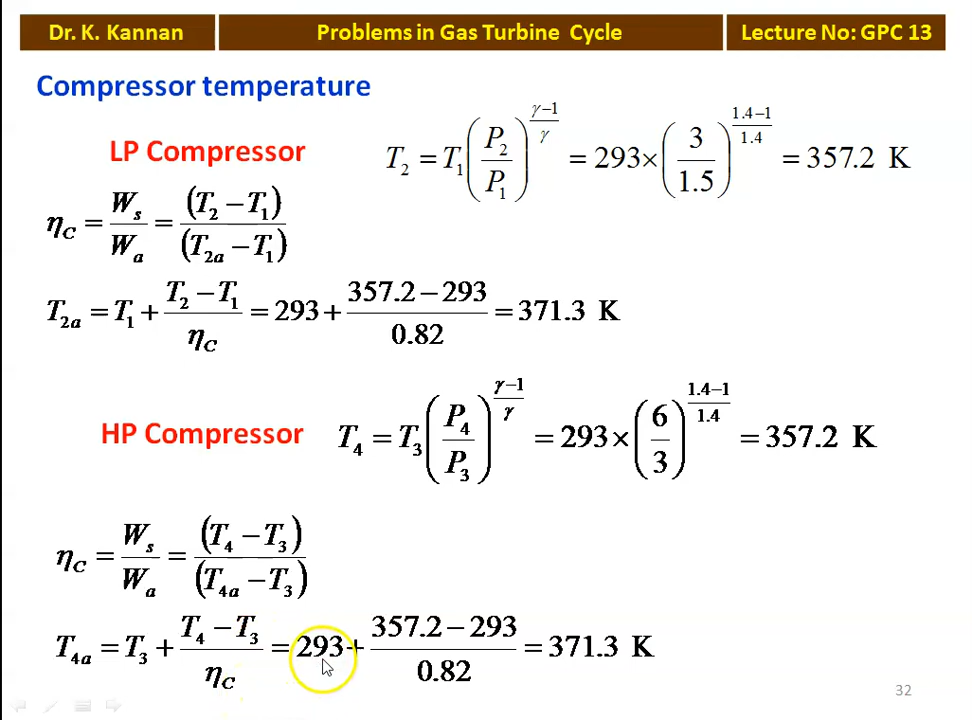 Dr. K. Kannan
Problems in Gas Turbine Cycle
Lecture No: GPC 13
Compressor temperature
LP Compressor
T₂ = T₁ (P₂/P₁)^((γ−1)/γ) = 293 × (3/1.5)^((1.4−1)/1.4) = 357.2 K
η_C = W_s/W_a = (T₂ − T₁)/(T₂ₐ − T₁)
T₂ₐ = T₁ + (T₂ − T₁)/η_C = 293 + (357.2 − 293)/0.82 = 371.3 K
HP Compressor
T₄ = T₃ (P₄/P₃)^((γ−1)/γ) = 293 × (6/3)^((1.4−1)/1.4) = 357.2 K
η_C = W_s/W_a = (T₄ − T₃)/(T₄ₐ − T₃)
T₄ₐ = T₃ + (T₄ − T₃)/η_C = 293 + (357.2 − 293)/0.82 = 371.3 K
32